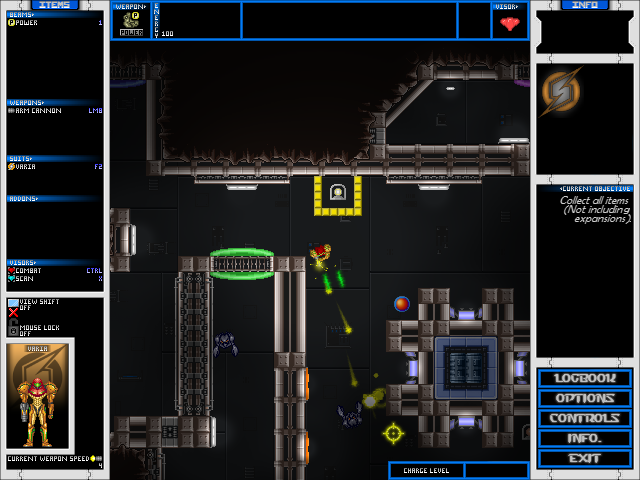 ITEMS
BEAMS
POWER 1
WEAPONS
ARM CANNON LMB
SUITS
VARIA F2
ADDONS
VISORS
COMBAT CTRL
SCAN X
VIEW SHIFT
OFF
MOUSE LOCK
OFF
VARIA
CURRENT WEAPON SPEED
4
WEAPON
POWER
ENERGY
100
VISOR
CHARGE LEVEL
INFO
CURRENT OBJECTIVE
Collect all items
(Not including
expansions).
LOGBOOK
OPTIONS
CONTROLS
INFO.
EXIT